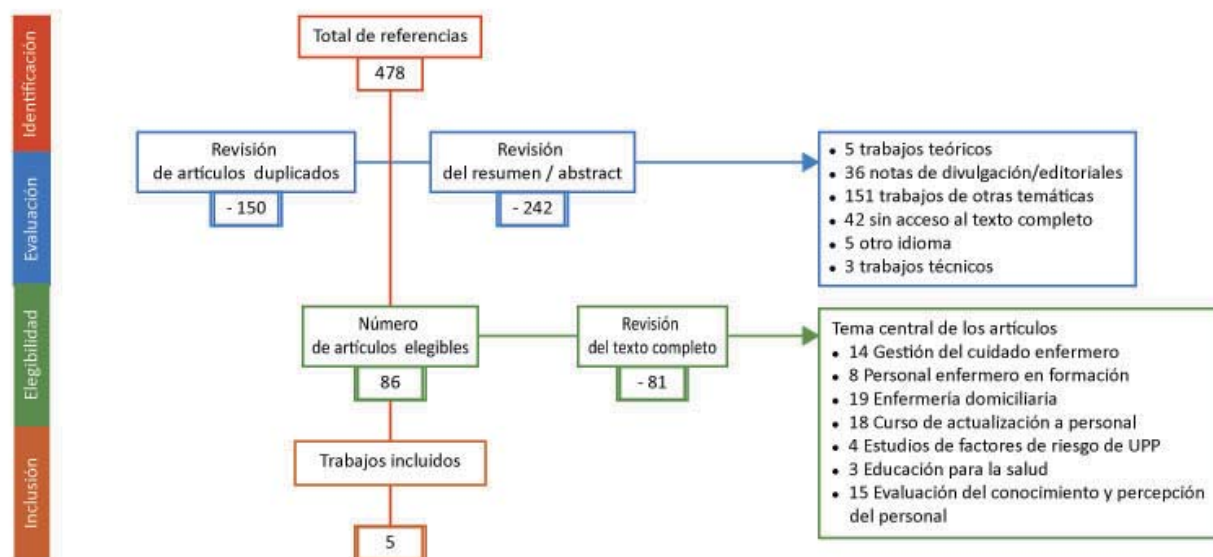 Identificación
Total de referencias
478
Evaluación
Revisión
de artículos duplicados
- 150
Revisión
del resumen / abstract
- 242
• 5 trabajos teóricos
• 36 notas de divulgación/editoriales
• 151 trabajos de otras temáticas
• 42 sin acceso al texto completo
• 5 otro idioma
• 3 trabajos técnicos
Elegibilidad
Número
de artículos elegibles
86
Revisión
del texto completo
- 81
Tema central de los artículos
• 14 Gestión del cuidado enfermero
• 8 Personal enfermero en formación
• 19 Enfermería domiciliaria
• 18 Curso de actualización a personal
• 4 Estudios de factores de riesgo de UPP
• 3 Educación para la salud
• 15 Evaluación del conocimiento y percepción
del personal
Inclusión
Trabajos incluidos
5